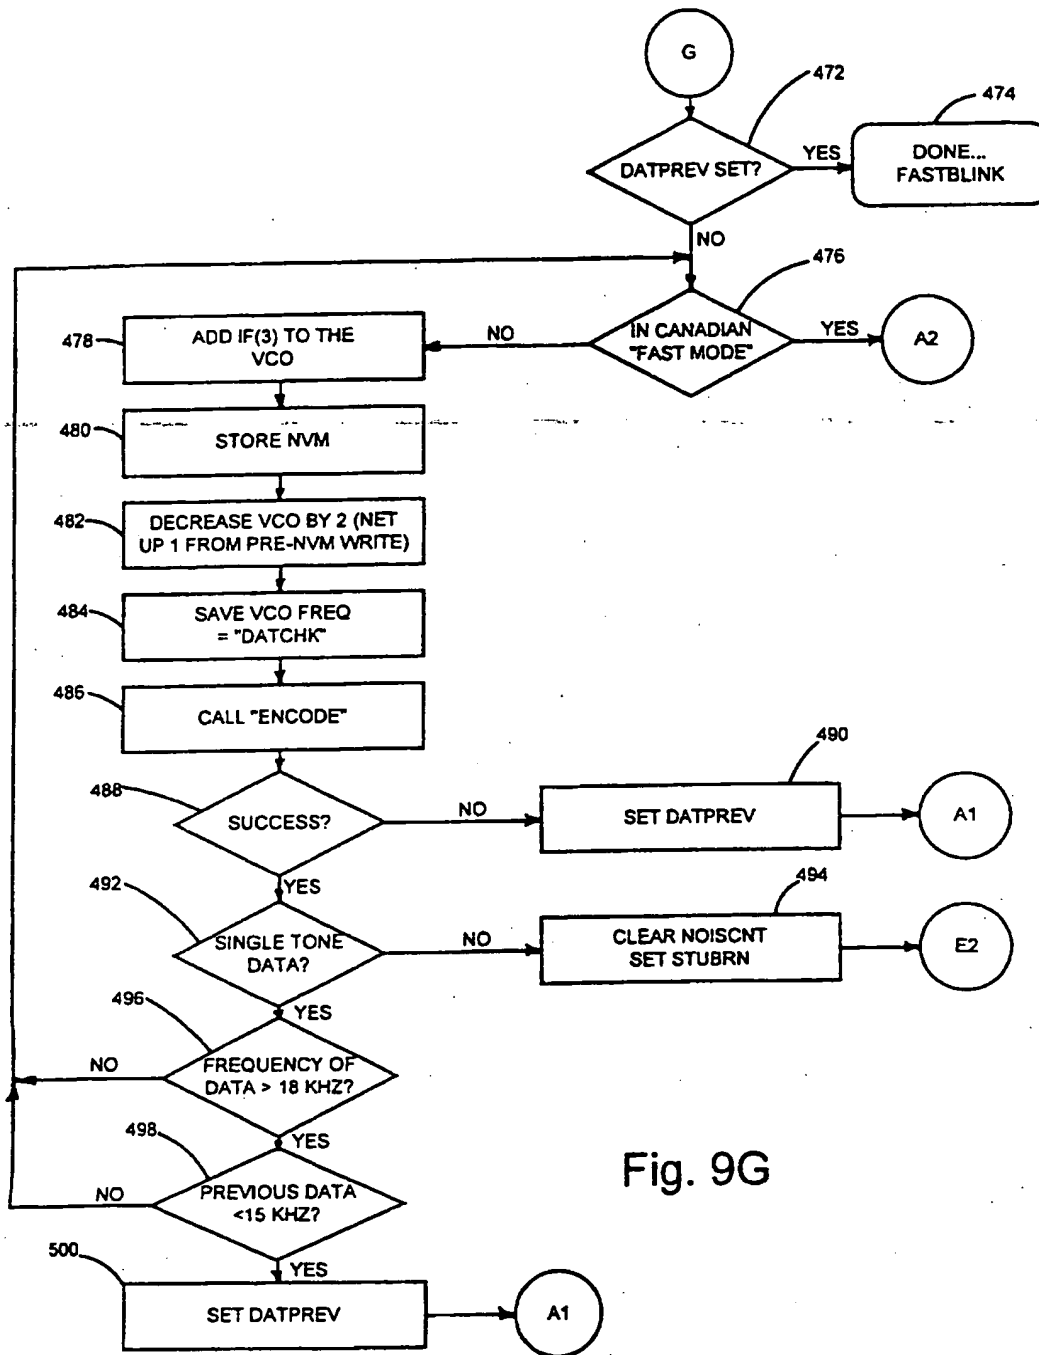 G
472
474
DATPREV SET?
YES
DONE...
FASTBLINK
NO
476
IN CANADIAN
"FAST MODE"
YES
A2
NO
478
ADD IF(3) TO THE
VCO
480
STORE NVM
482
DECREASE VCO BY 2 (NET
UP 1 FROM PRE-NVM WRITE)
484
SAVE VCO FREQ
= "DATCHK"
486
CALL "ENCODE"
488
SUCCESS?
NO
490
SET DATPREV
A1
YES
492
SINGLE TONE
DATA?
NO
494
CLEAR NOISCNT
SET STUBRN
E2
YES
496
FREQUENCY OF
DATA > 18 KHZ?
NO
YES
498
PREVIOUS DATA
<15 KHZ?
NO
YES
500
SET DATPREV
A1
Fig. 9G